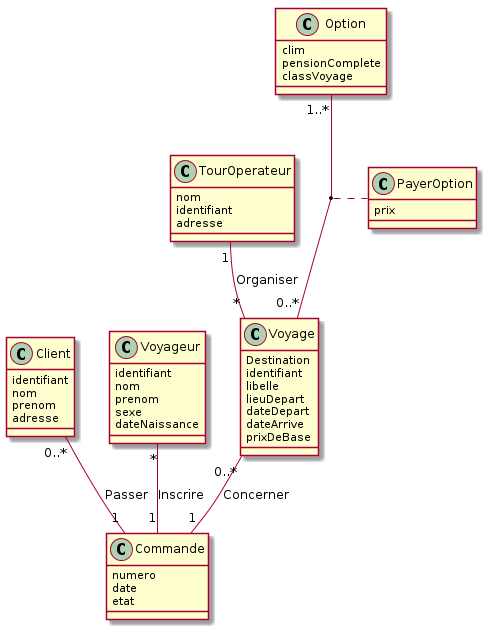 C Option
clim
pensionComplete
classVoyage
1..*
C TourOperateur
nom
identifiant
adresse
C PayerOption
prix
1
Organiser
*
0..*
C Client
identifiant
nom
prenom
adresse
C Voyageur
identifiant
nom
prenom
sexe
dateNaissance
C Voyage
Destination
identifiant
libelle
lieuDepart
dateDepart
dateArrive
prixDeBase
0..*
*
0..*
Passer
Inscrire
Concerner
1
1
1
C Commande
numero
date
etat